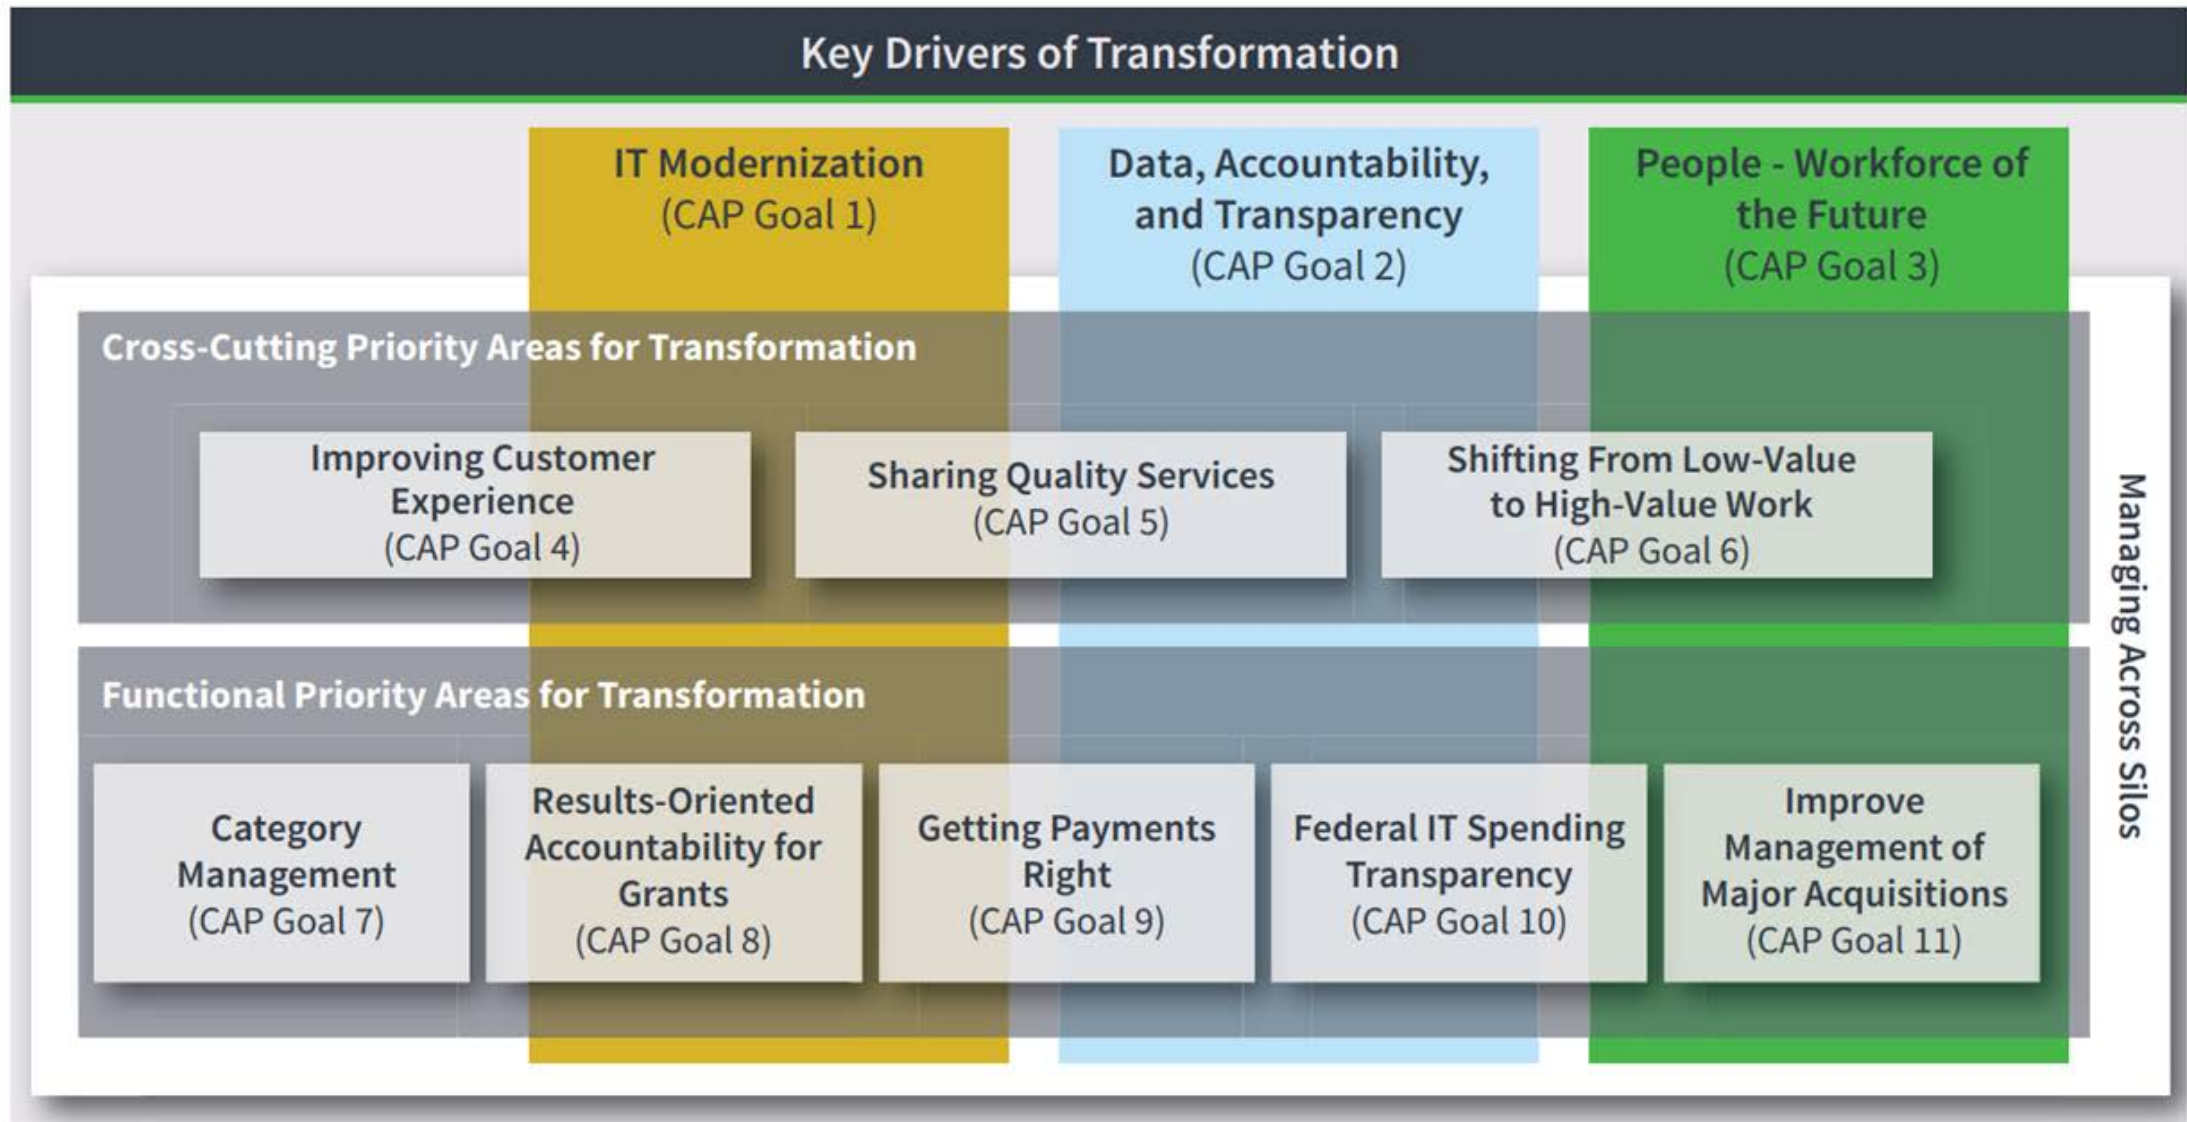 Key Drivers of Transformation
IT Modernization
(CAP Goal 1)
Data, Accountability,
and Transparency
(CAP Goal 2)
People - Workforce of
the Future
(CAP Goal 3)
Cross-Cutting Priority Areas for Transformation
Improving Customer
Experience
(CAP Goal 4)
Sharing Quality Services
(CAP Goal 5)
Shifting From Low-Value
to High-Value Work
(CAP Goal 6)
Functional Priority Areas for Transformation
Category
Management
(CAP Goal 7)
Results-Oriented
Accountability for
Grants
(CAP Goal 8)
Getting Payments
Right
(CAP Goal 9)
Federal IT Spending
Transparency
(CAP Goal 10)
Improve
Management of
Major Acquisitions
(CAP Goal 11)
Managing Across Silos